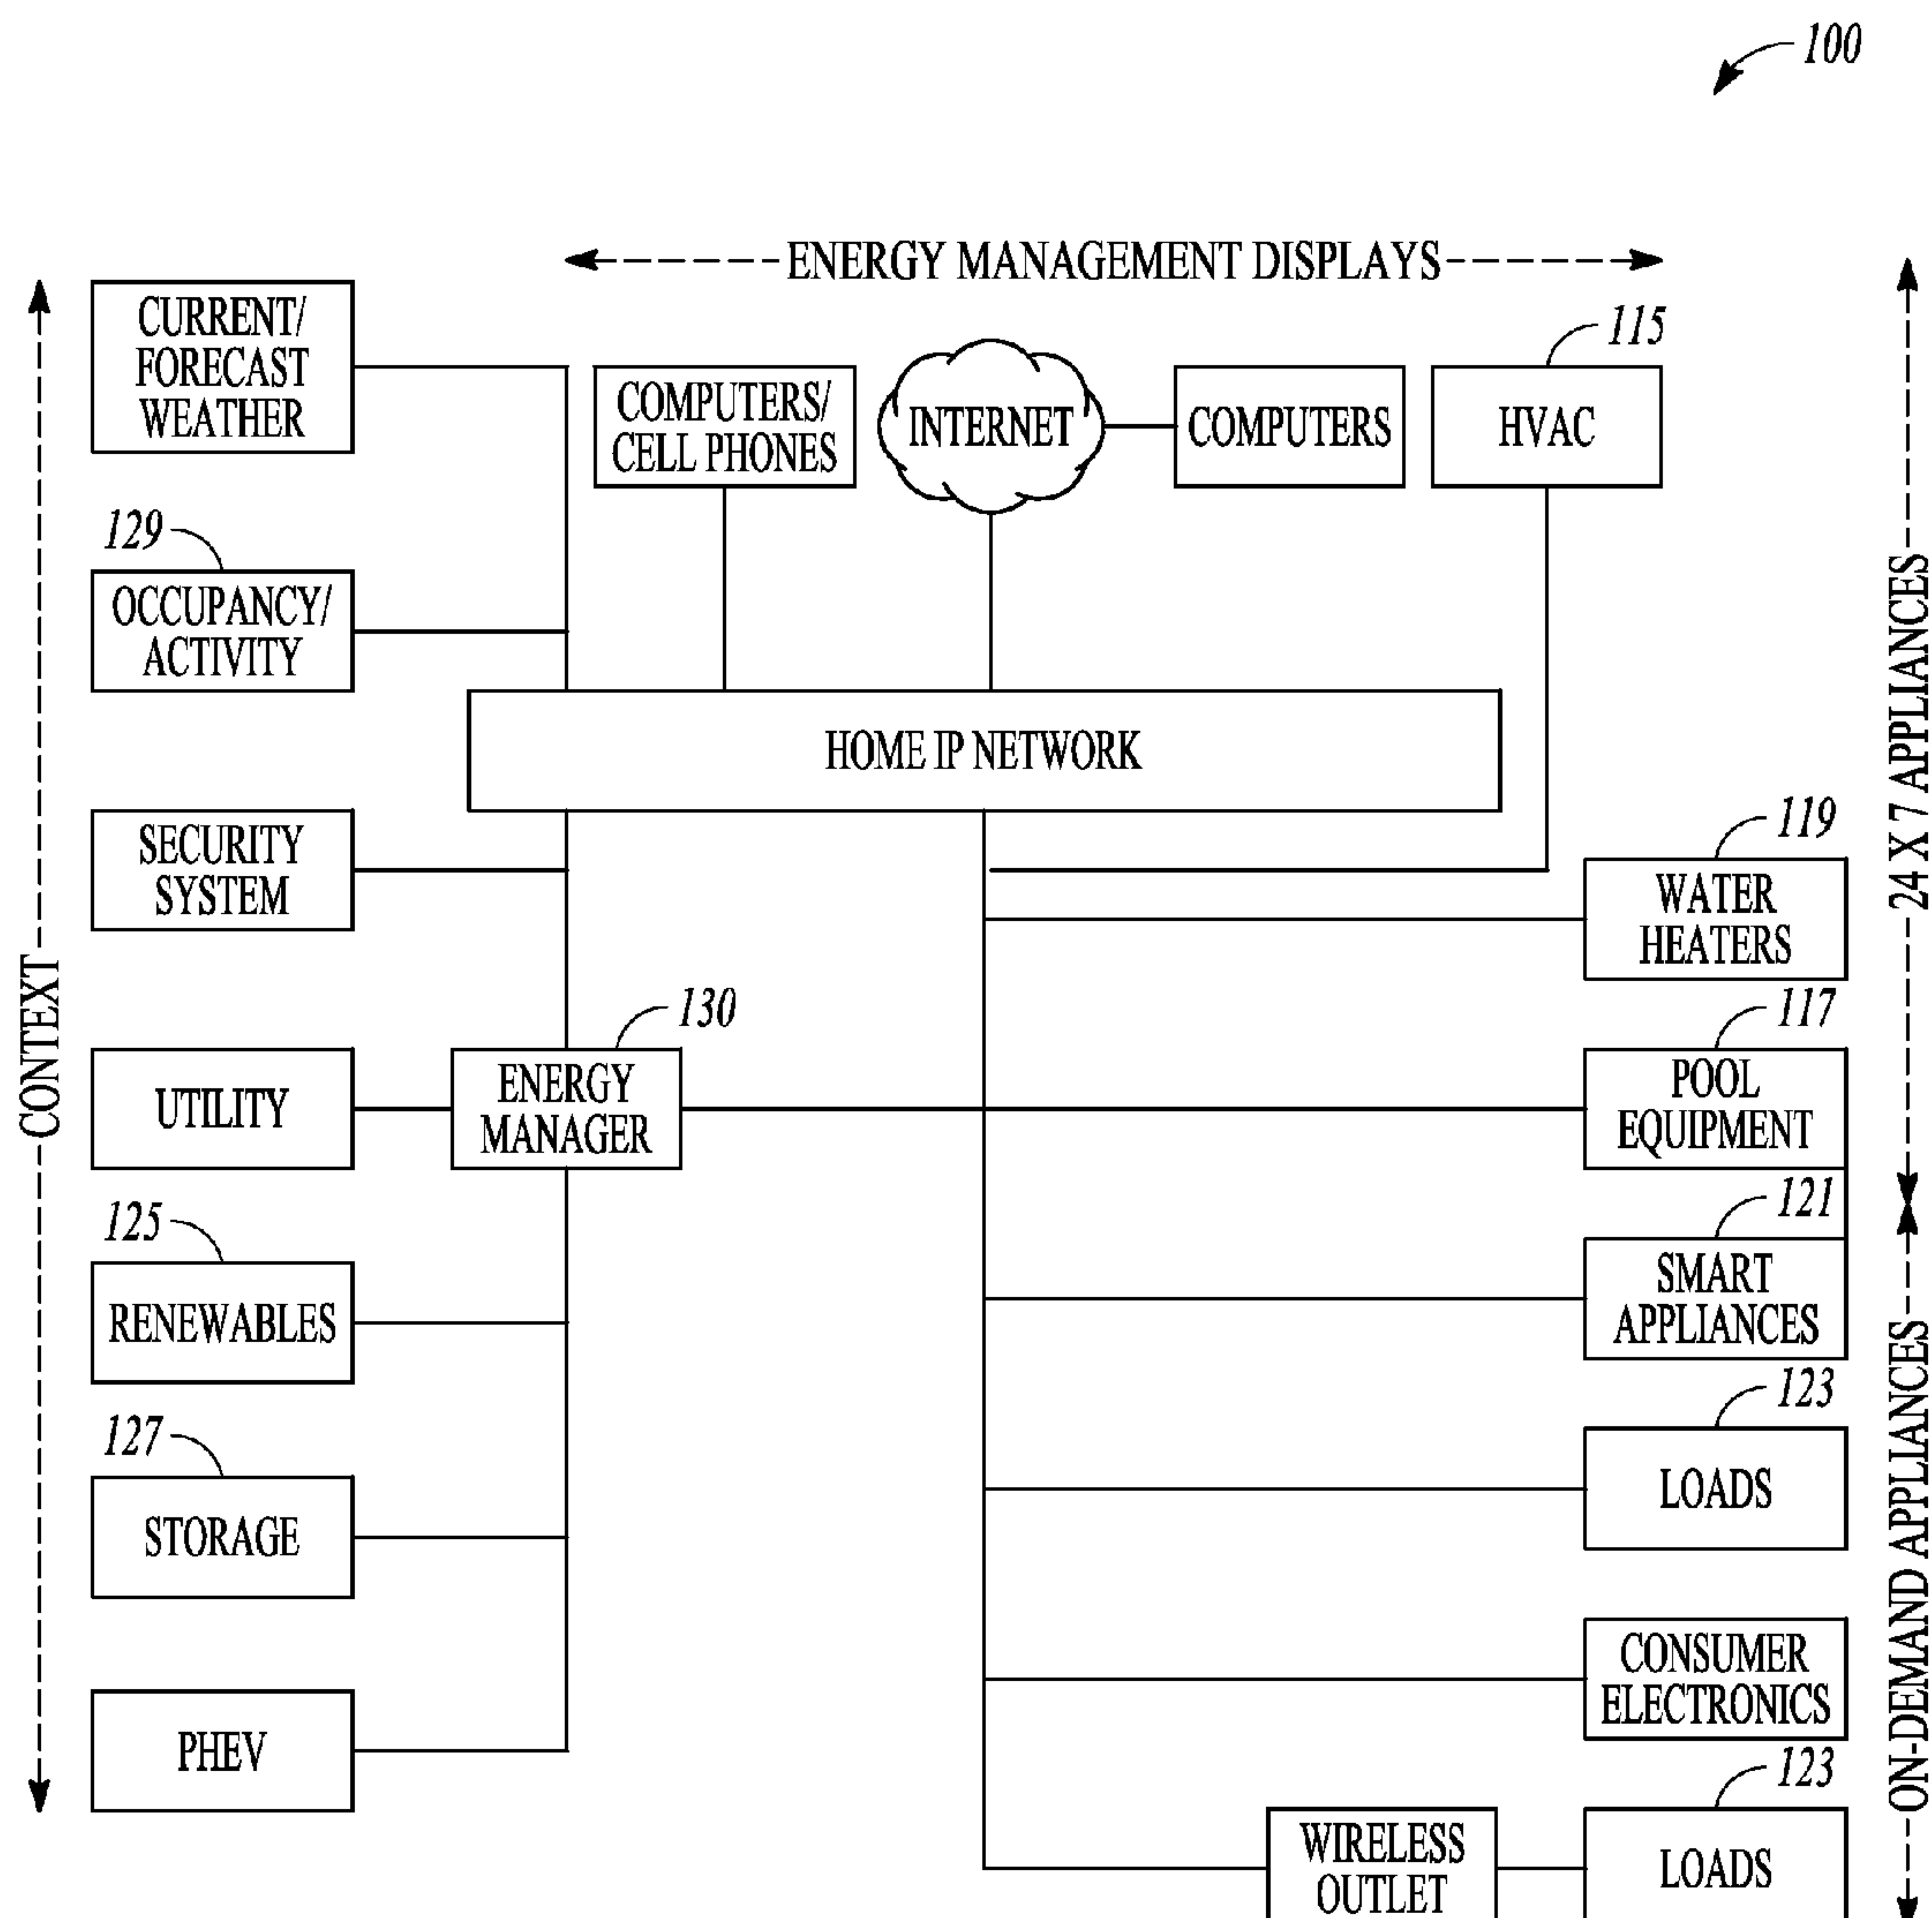 100
ENERGY MANAGEMENT DISPLAYS
CURRENT/
FORECAST
WEATHER
COMPUTERS/
CELL PHONES
INTERNET
COMPUTERS
115
HVAC
129
OCCUPANCY/
ACTIVITY
HOME IP NETWORK
24 X 7 APPLIANCES
SECURITY
SYSTEM
119
WATER
HEATERS
CONTEXT
UTILITY
130
ENERGY
MANAGER
117
POOL
EQUIPMENT
125
RENEWABLES
121
SMART
APPLIANCES
127
STORAGE
123
LOADS
ON-DEMAND APPLIANCES
PHEV
CONSUMER
ELECTRONICS
WIRELESS
OUTLET
123
LOADS